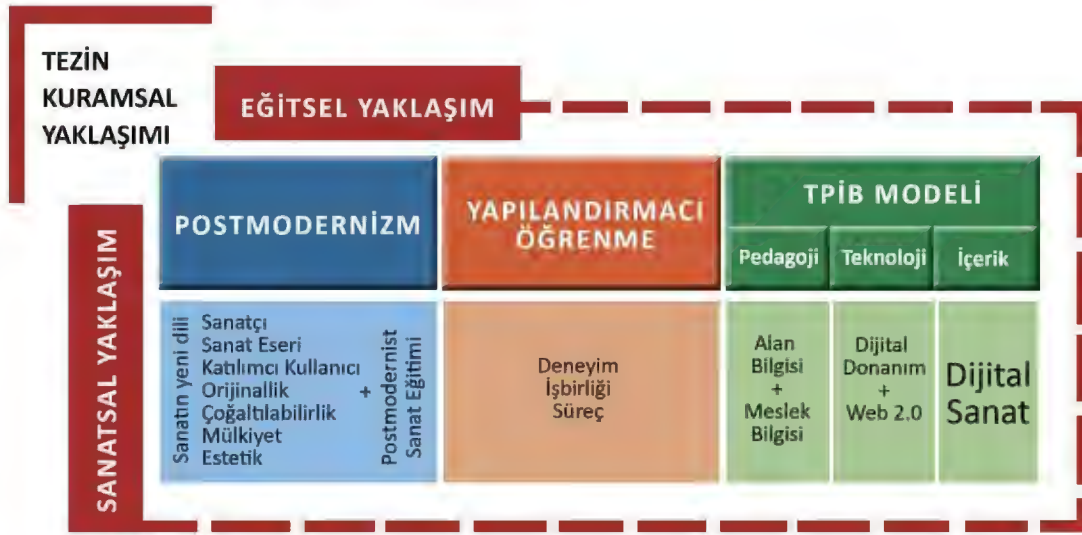 TEZİN
KURAMSAL
YAKLAŞIMI
EĞİTSEL YAKLAŞIM
SANATSAL YAKLAŞIM
POSTMODERNİZM
YAPILANDIRMACI
ÖĞRENME
TPİB MODELİ
Pedagoji
Teknoloji
İçerik
Sanatın yeni dili
Sanatçı
Sanat Eseri
Katılımcı Kullanıcı
Orijinallik +
Çoğaltılabilirlik
Mülkiyet
Estetik
Postmodernist
Sanat Eğitimi
Deneyim
İşbirliği
Süreç
Alan
Bilgisi
+
Meslek
Bilgisi
Dijital
Donanım
+
Web 2.0
Dijital
Sanat